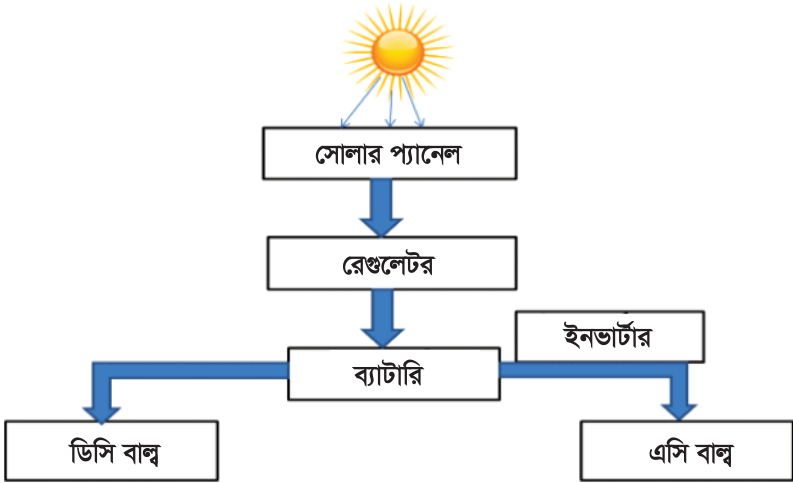 সোলার প্যানেল
রেগুলেটর
ইনভার্টার
ব্যাটারি
ডিসি বাল্ব
এসি বাল্ব